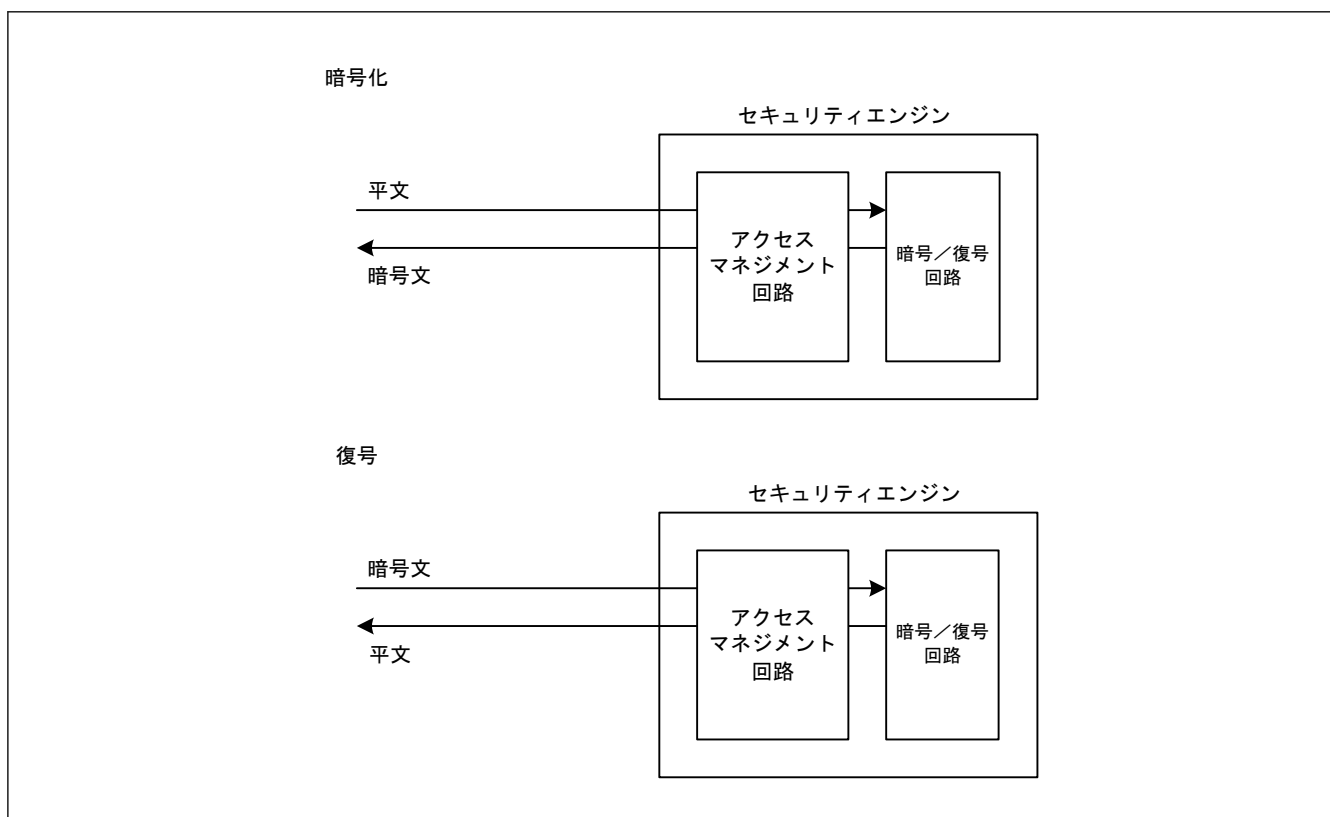 暗号化
セキュリティエンジン
平文
暗号文
アクセス
マネジメント
回路
暗号／復号
回路
復号
セキュリティエンジン
暗号文
平文
アクセス
マネジメント
回路
暗号／復号
回路